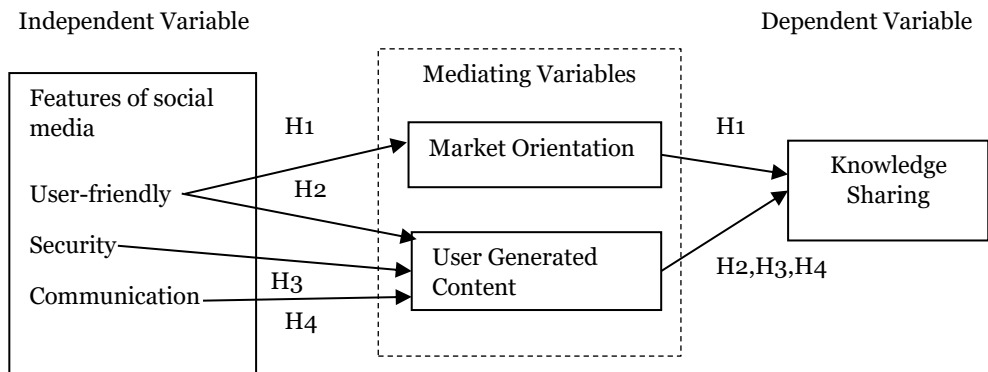 Independent Variable
Dependent Variable
Mediating Variables
Features of social
media
H1
H1
Market Orientation
Knowledge
Sharing
User-friendly
H2
Security
User Generated
Content
H2,H3,H4
H3
Communication
H4